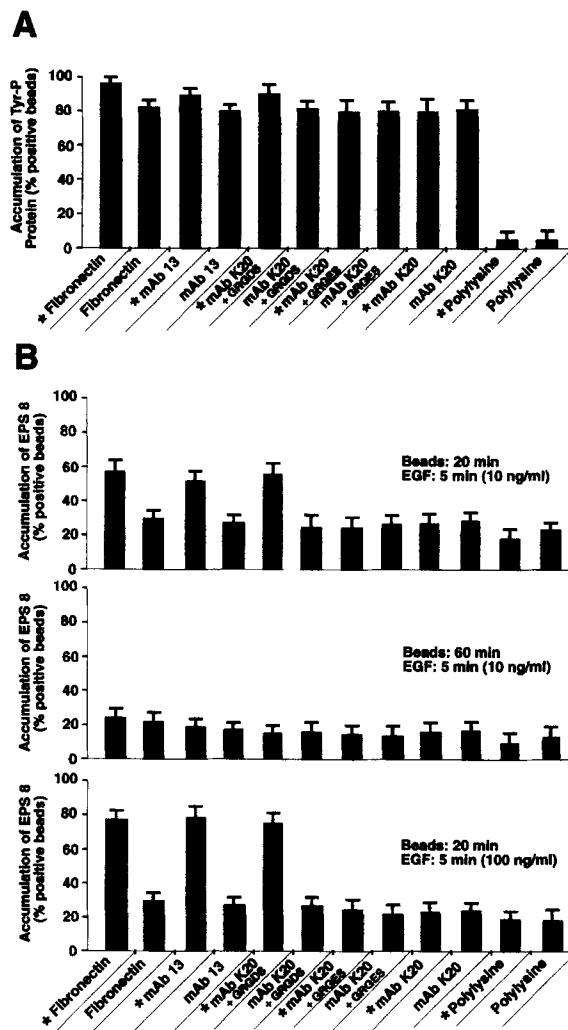 A
Accumulation of Tyr-P
Protein (% positive beads)
100
80
60
40
20
0
* Fibronectin
Fibronectin
* mAb 13
mAb 13
* mAb K20
+ GRGDS
mAb K20
+ GRGDS
* mAb K20
+ GRGES
mAb K20
+ GRGES
* mAb K20
mAb K20
* Polylysine
Polylysine
B
Accumulation of EPS 8
(% positive beads)
100
80
60
40
20
0
Beads: 20 min
EGF: 5 min (10 ng/ml)
Accumulation of EPS 8
(% positive beads)
100
80
60
40
20
0
Beads: 60 min
EGF: 5 min (10 ng/ml)
Accumulation of EPS 8
(% positive beads)
100
80
60
40
20
0
Beads: 20 min
EGF: 5 min (100 ng/ml)
* Fibronectin
Fibronectin
* mAb 13
mAb 13
* mAb K20
+ GRGDS
mAb K20
+ GRGDS
* mAb K20
+ GRGES
mAb K20
+ GRGES
* mAb K20
mAb K20
* Polylysine
Polylysine